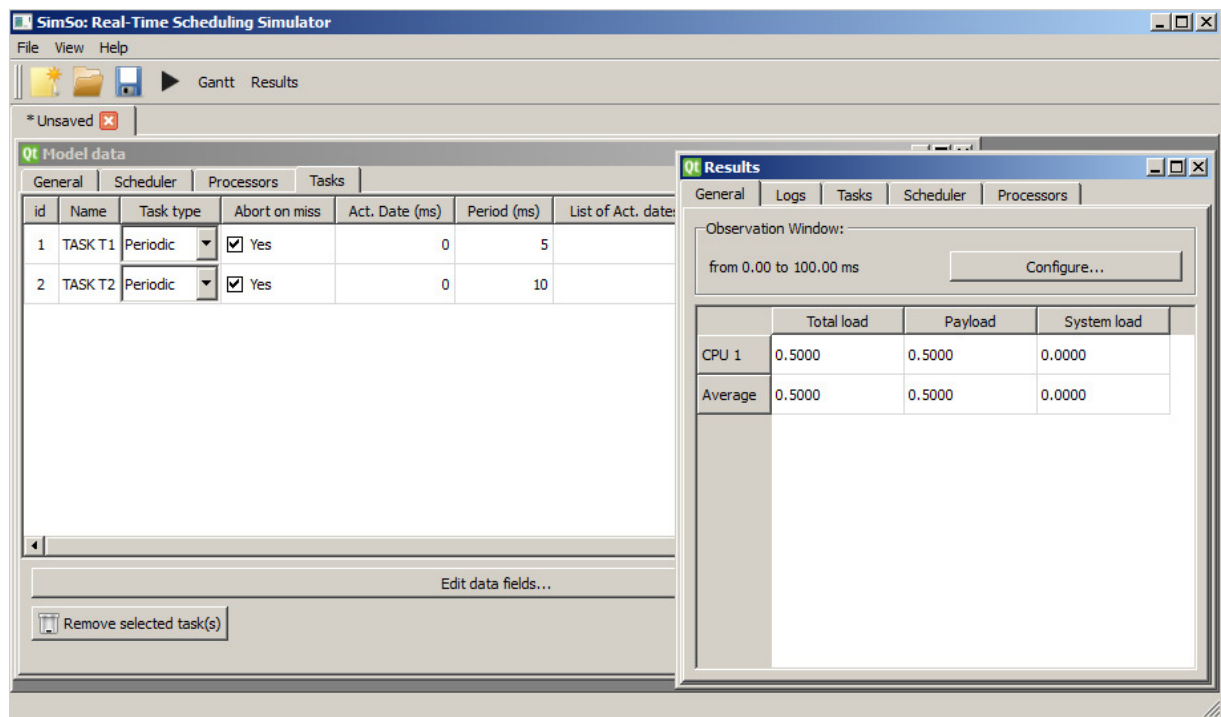 SimSo: Real-Time Scheduling Simulator
File View Help
Gantt Results
* Unsaved
Qt Model data
General Scheduler Processors Tasks
id Name Task type Abort on miss Act. Date (ms) Period (ms) List of Act. dates
1 TASK T1 Periodic Yes 0 5
2 TASK T2 Periodic Yes 0 10
Edit data fields...
Remove selected task(s)
Qt Results
General Logs Tasks Scheduler Processors
Observation Window:
from 0.00 to 100.00 ms Configure...
Total load Payload System load
CPU 1 0.5000 0.5000 0.0000
Average 0.5000 0.5000 0.0000